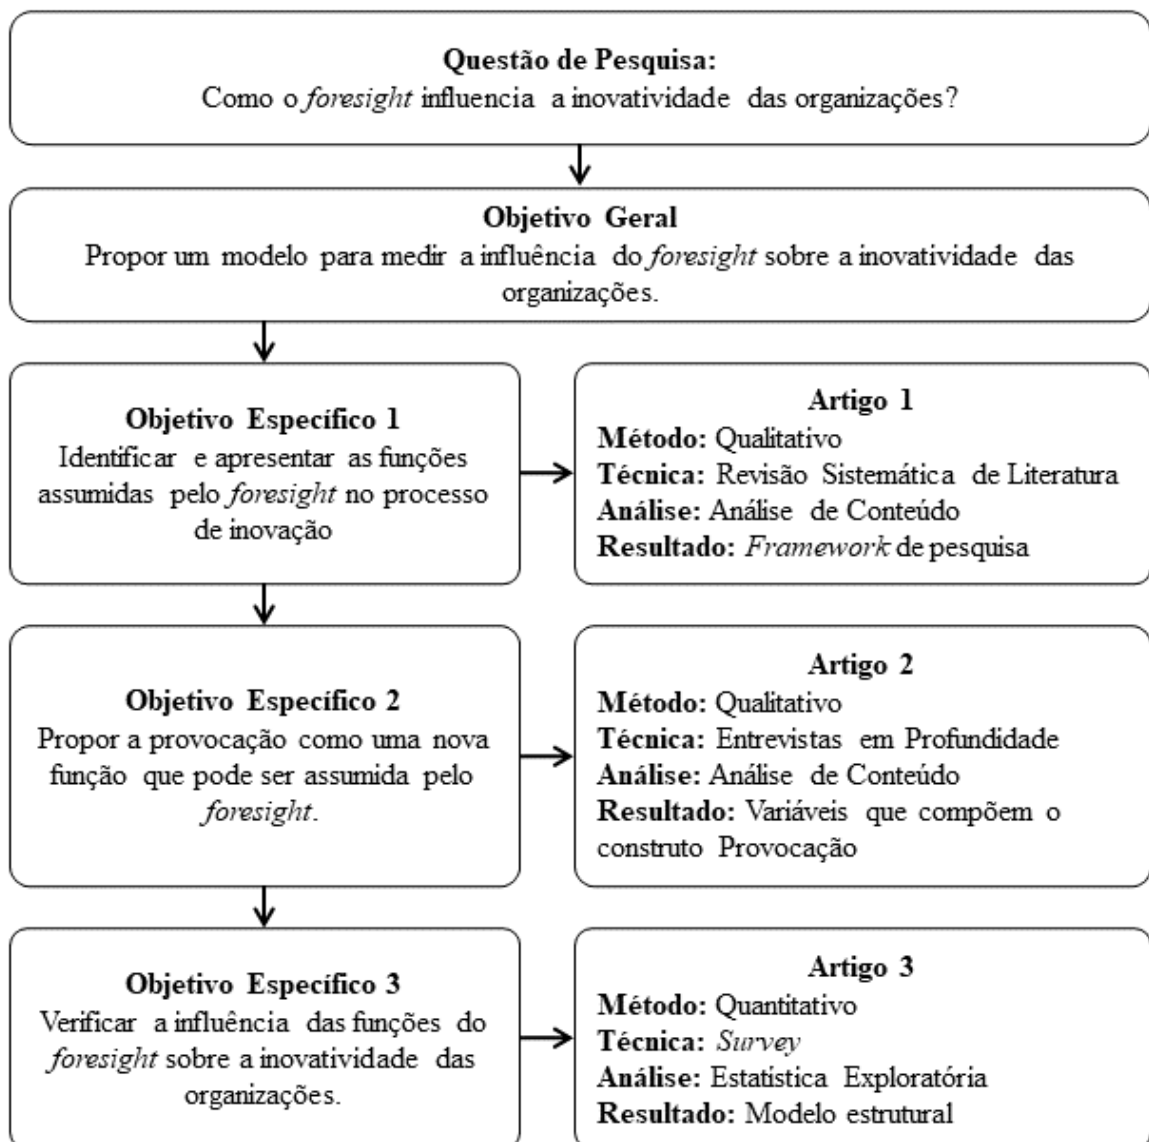 Questão de Pesquisa:
Como o foresight influencia a inovatividade das organizações?
Objetivo Geral
Propor um modelo para medir a influência do foresight sobre a inovatividade das
organizações.
Objetivo Específico 1
Identificar e apresentar as funções
assumidas pelo foresight no processo
de inovação
Artigo 1
Método: Qualitativo
Técnica: Revisão Sistemática de Literatura
Análise: Análise de Conteúdo
Resultado: Framework de pesquisa
Objetivo Específico 2
Propor a provocação como uma nova
função que pode ser assumida pelo
foresight.
Artigo 2
Método: Qualitativo
Técnica: Entrevistas em Profundidade
Análise: Análise de Conteúdo
Resultado: Variáveis que compõem o
construto Provocação
Objetivo Específico 3
Verificar a influência das funções do
foresight sobre a inovatividade das
organizações.
Artigo 3
Método: Quantitativo
Técnica: Survey
Análise: Estatística Exploratória
Resultado: Modelo estrutural